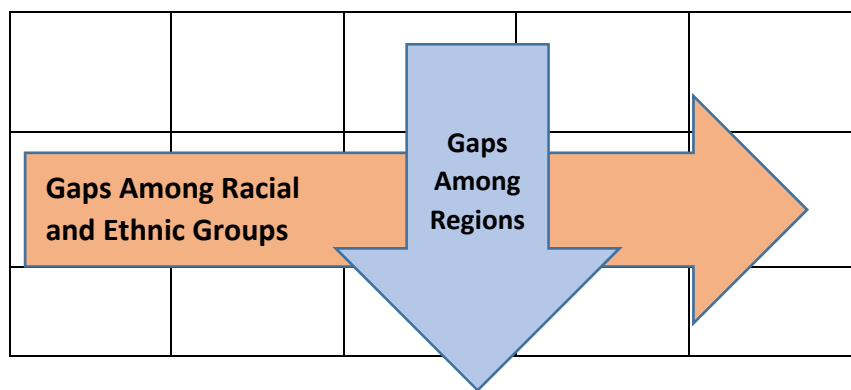 Gaps Among Racial
and Ethnic Groups
Gaps
Among
Regions